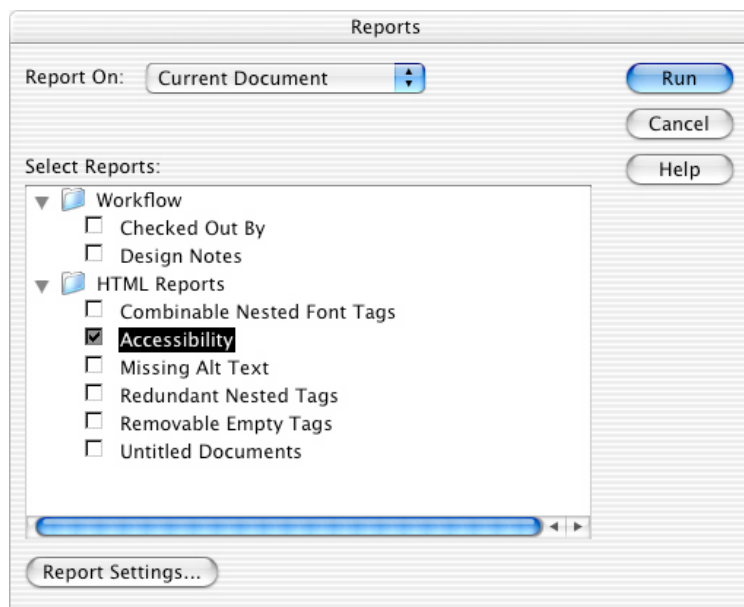 Reports
Report On: Current Document
Run
Cancel
Help
Select Reports:
Workflow
Checked Out By
Design Notes
HTML Reports
Combinable Nested Font Tags
Accessibility
Missing Alt Text
Redundant Nested Tags
Removable Empty Tags
Untitled Documents
Report Settings...